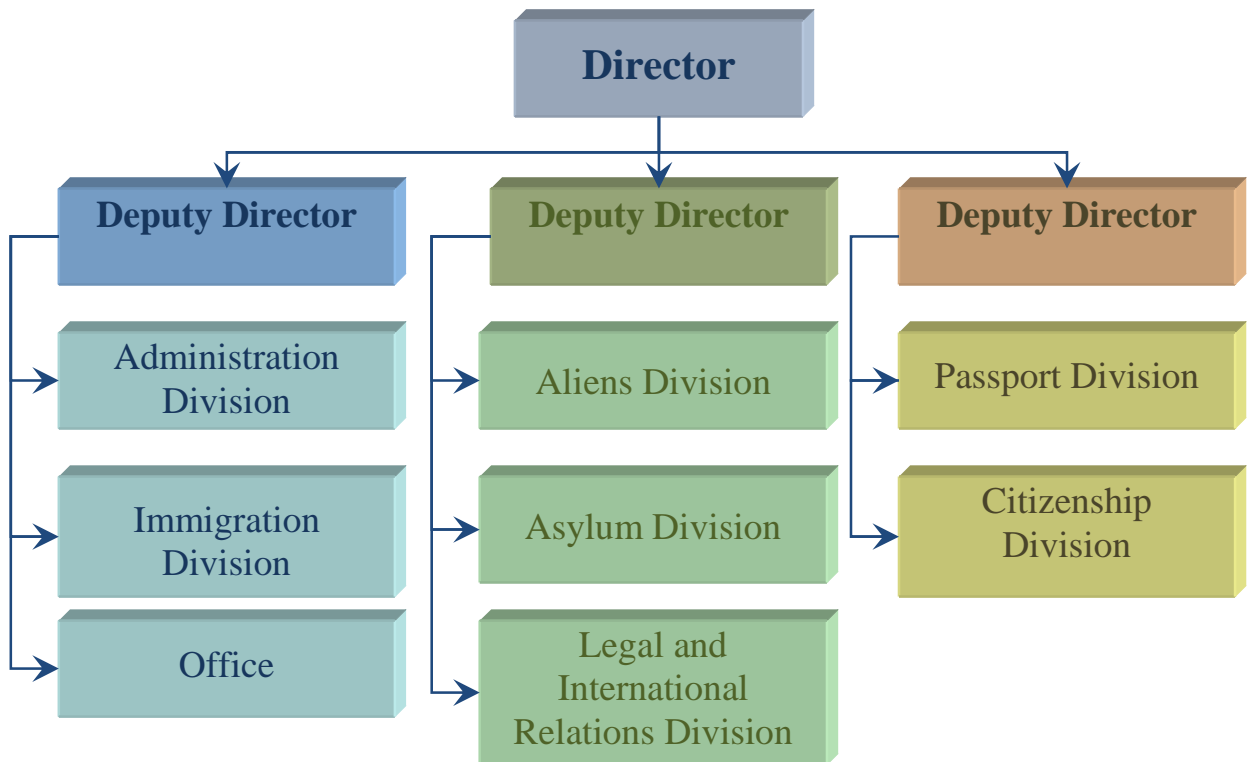 Director
Deputy Director
Deputy Director
Deputy Director
Administration
Division
Aliens Division
Passport Division
Immigration
Division
Asylum Division
Citizenship
Division
Office
Legal and
International
Relations Division